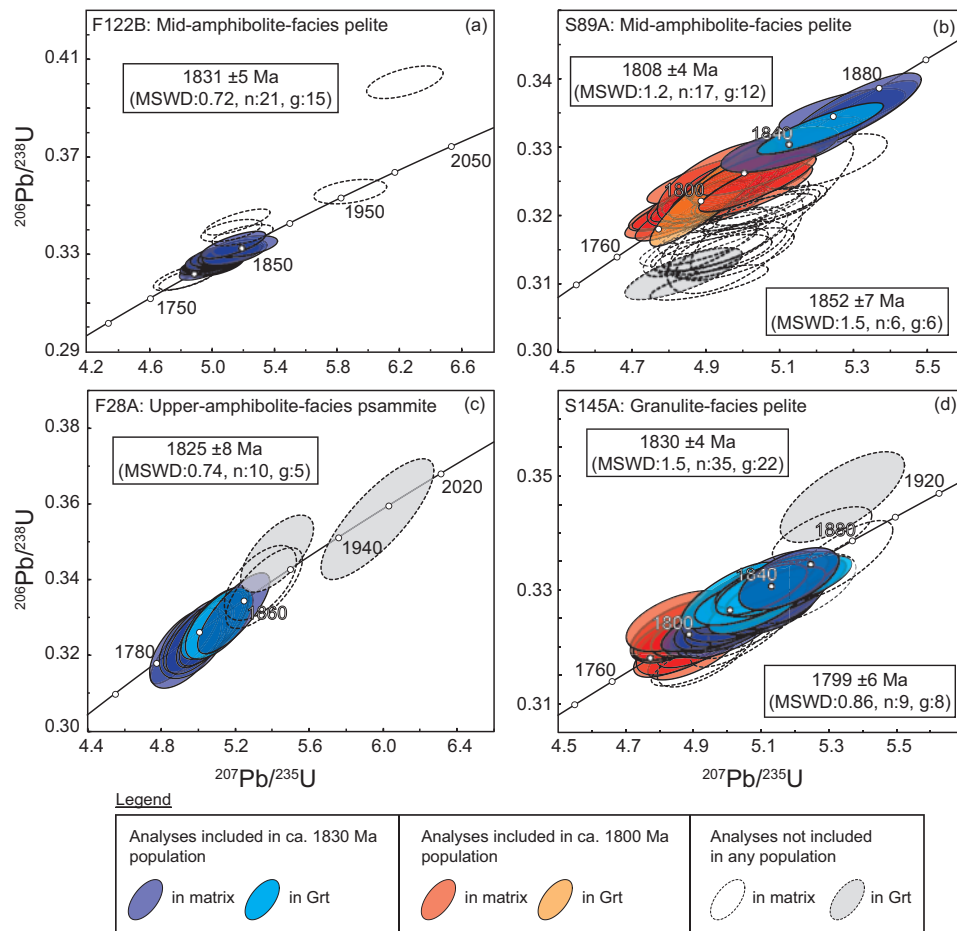 F122B: Mid-amphibolite-facies pelite (a)
0.41
1831 ±5 Ma
(MSWD:0.72, n:21, g:15)
0.37
2050
1950
0.33
1850
1750
0.29
4.2 4.6 5.0 5.4 5.8 6.2 6.6
206Pb/238U
S89A: Mid-amphibolite-facies pelite (b)
0.34
1808 ±4 Ma
(MSWD:1.2, n:17, g:12)
1880
1840
0.33
1800
0.32
1760
0.31
1852 ±7 Ma
(MSWD:1.5, n:6, g:6)
0.30
4.5 4.7 4.9 5.1 5.3 5.5
F28A: Upper-amphibolite-facies psammite (c)
0.38
1825 ±8 Ma
(MSWD:0.74, n:10, g:5)
2020
0.36
1940
0.34
1860
1780
0.32
0.30
4.4 4.8 5.2 5.6 6.0 6.4
206Pb/238U
207Pb/235U
S145A: Granulite-facies pelite (d)
1830 ±4 Ma
(MSWD:1.5, n:35, g:22)
0.35
1920
1880
1840
0.33
1800
1760
1799 ±6 Ma
(MSWD:0.86, n:9, g:8)
0.31
4.5 4.7 4.9 5.1 5.3 5.5
207Pb/235U
Legend
Analyses included in ca. 1830 Ma
population
in matrix in Grt
Analyses included in ca. 1800 Ma
population
in matrix in Grt
Analyses not included
in any population
in matrix in Grt